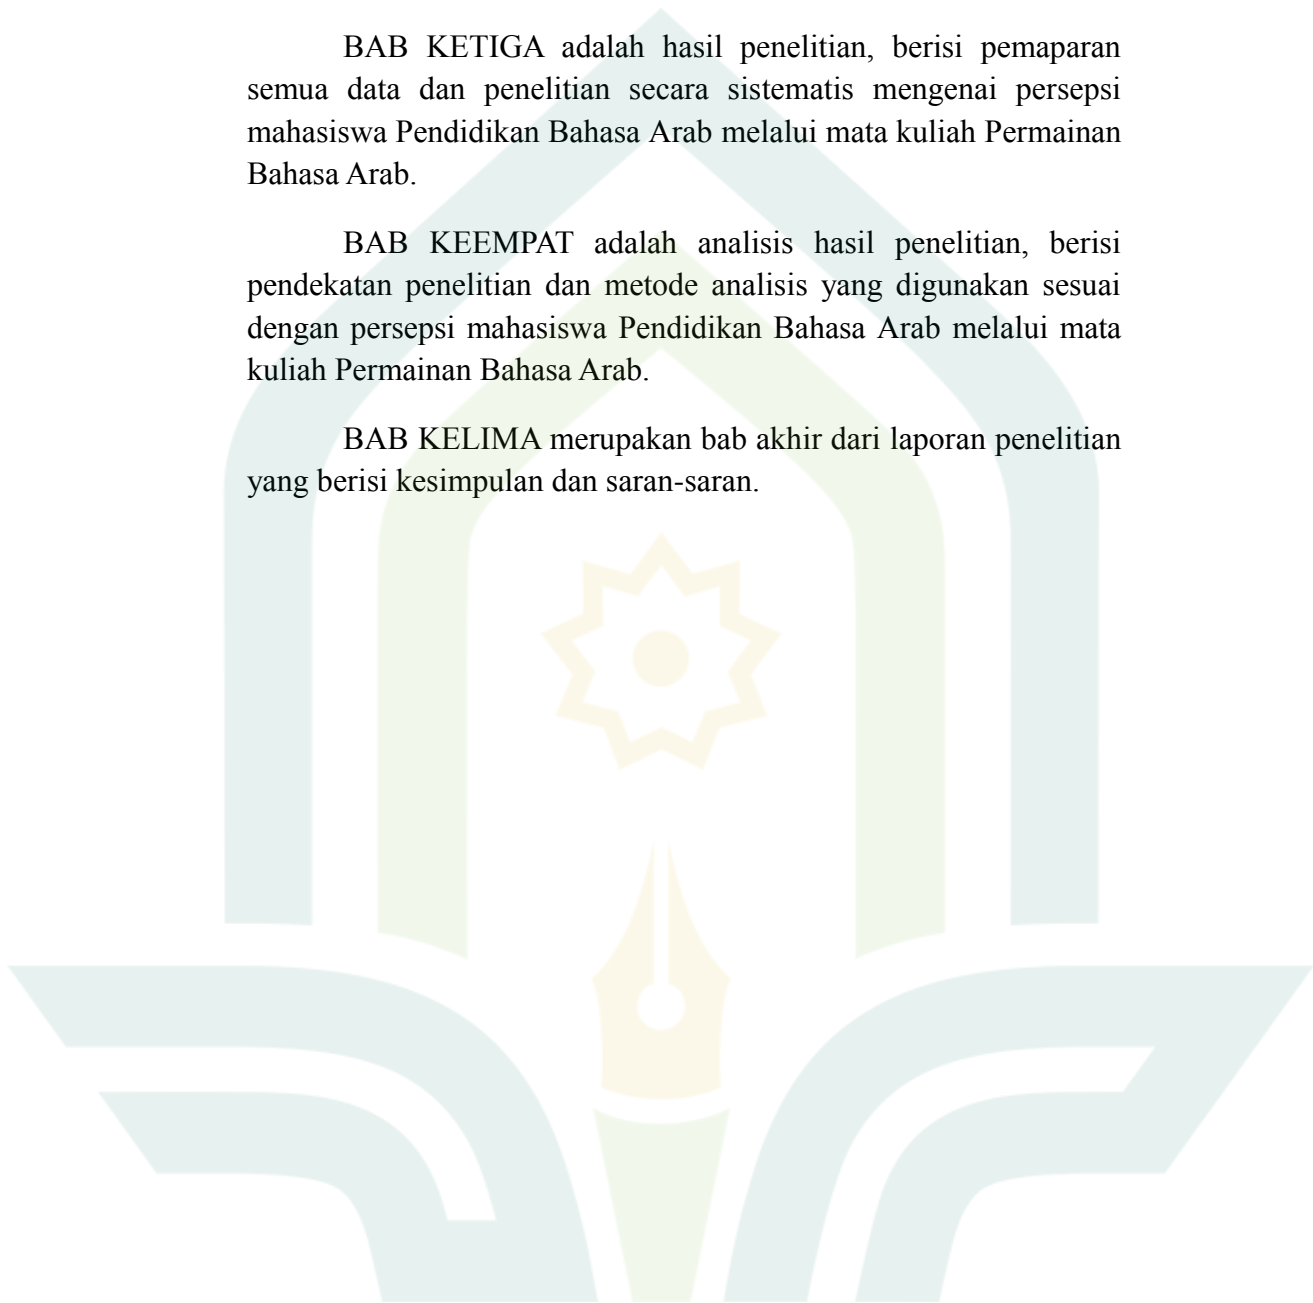 BAB KETIGA adalah hasil penelitian, berisi pemaparan
semua data dan penelitian secara sistematis mengenai persepsi
mahasiswa Pendidikan Bahasa Arab melalui mata kuliah Permainan
Bahasa Arab.
BAB KEEMPAT adalah analisis hasil penelitian, berisi
pendekatan penelitian dan metode analisis yang digunakan sesuai
dengan persepsi mahasiswa Pendidikan Bahasa Arab melalui mata
kuliah Permainan Bahasa Arab.
BAB KELIMA merupakan bab akhir dari laporan penelitian
yang berisi kesimpulan dan saran-saran.